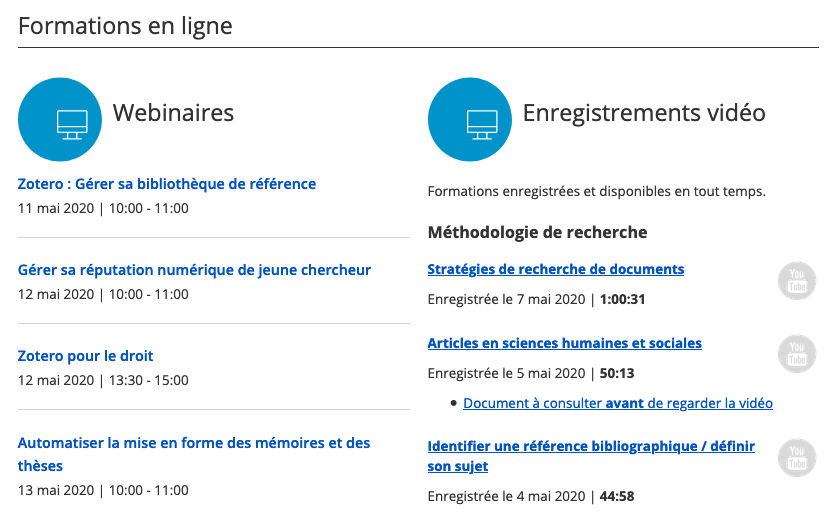 Formations en ligne
Webinaires
Zotero : Gérer sa bibliothèque de référence
11 mai 2020 | 10:00 - 11:00
Gérer sa réputation numérique de jeune chercheur
12 mai 2020 | 10:00 - 11:00
Zotero pour le droit
12 mai 2020 | 13:30 - 15:00
Automatiser la mise en forme des mémoires et des
thèses
13 mai 2020 | 10:00 - 11:00
Enregistrements vidéo
Formations enregistrées et disponibles en tout temps.
Méthodologie de recherche
Stratégies de recherche de documents
Enregistrée le 7 mai 2020 | 1:00:31
You
Tube
Articles en sciences humaines et sociales
Enregistrée le 5 mai 2020 | 50:13
You
Tube
• Document à consulter avant de regarder la vidéo
Identifier une référence bibliographique / définir
son sujet
Enregistrée le 4 mai 2020 | 44:58
You
Tube